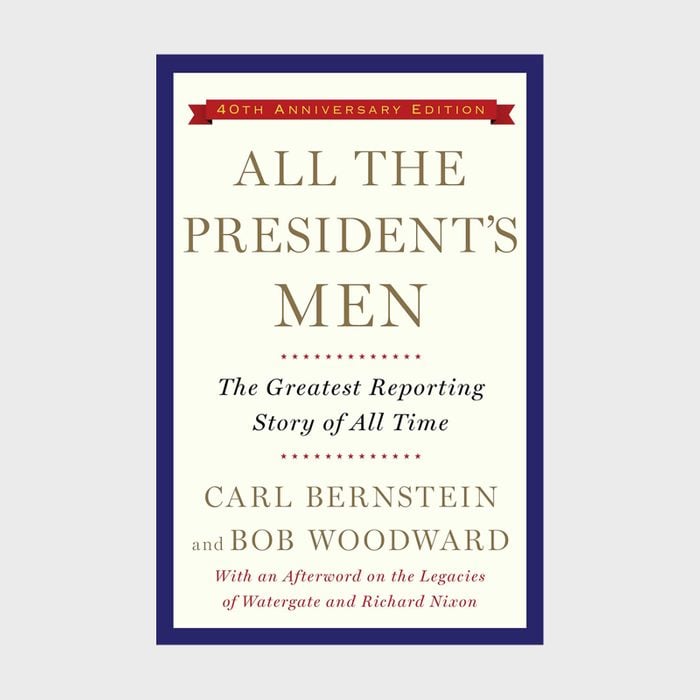 40TH ANNIVERSARY EDITION
ALL THE
PRESIDENT'S
MEN
The Greatest Reporting
Story of All Time
CARL BERNSTEIN
and BOB WOODWARD
With an Afterword on the Legacies
of Watergate and Richard Nixon